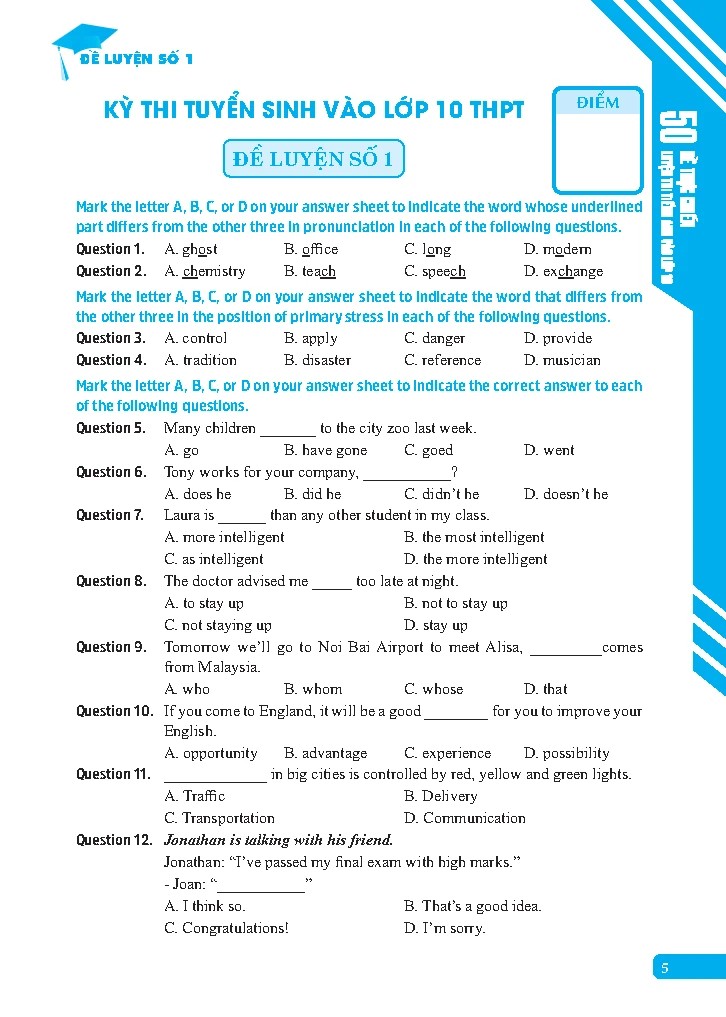 ĐỀ LUYỆN SỐ 1
KỲ THI TUYỂN SINH VÀO LỚP 10 THPT
ĐIỂM
ĐỀ LUYỆN SỐ 1
Mark the letter A, B, C, or D on your answer sheet to indicate the word whose underlined
part differs from the other three in pronunciation in each of the following questions.
Question 1. A. ghost B. office C. long D. modern
Question 2. A. chemistry B. teach C. speech D. exchange
Mark the letter A, B, C, or D on your answer sheet to indicate the word that differs from
the other three in the position of primary stress in each of the following questions.
Question 3. A. control B. apply C. danger D. provide
Question 4. A. tradition B. disaster C. reference D. musician
Mark the letter A, B, C, or D on your answer sheet to indicate the correct answer to each
of the following questions.
Question 5. Many children _______ to the city zoo last week.
A. go B. have gone C. goed D. went
Question 6. Tony works for your company, ___________?
A. does he B. did he C. didn’t he D. doesn’t he
Question 7. Laura is ______ than any other student in my class.
A. more intelligent B. the most intelligent
C. as intelligent D. the more intelligent
Question 8. The doctor advised me _____ too late at night.
A. to stay up B. not to stay up
C. not staying up D. stay up
Question 9. Tomorrow we’ll go to Noi Bai Airport to meet Alisa, _________comes
from Malaysia.
A. who B. whom C. whose D. that
Question 10. If you come to England, it will be a good ________ for you to improve your
English.
A. opportunity B. advantage C. experience D. possibility
Question 11. _____________ in big cities is controlled by red, yellow and green lights.
A. Traffic B. Delivery
C. Transportation D. Communication
Question 12. Jonathan is talking with his friend.
Jonathan: “I’ve passed my final exam with high marks.”
- Joan: “___________”
A. I think so. B. That’s a good idea.
C. Congratulations! D. I’m sorry.
50
5